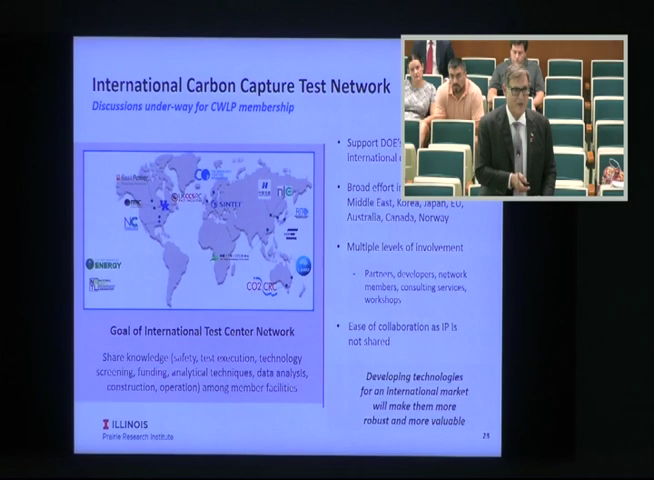 International Carbon Capture Test Network
Discussions under-way for CWLP membership
SINTEF
ENERGY
CO2CRC
Goal of International Test Center Network
Share knowledge (safety, test execution, technology
screening, funding, analytical techniques, data analysis,
construction, operation) among member facilities
• Support DOE's
International
• Broad effort
Middle East, Korea, Japan, EU,
Australia, Canada, Norway
• Multiple levels of involvement
- Partners, developers, network
members, consulting services,
workshops
• Ease of collaboration as IP is
not shared
Developing technologies
for an international market
will make them more
robust and more valuable
I ILLINOIS
Prairie Research Institute
23